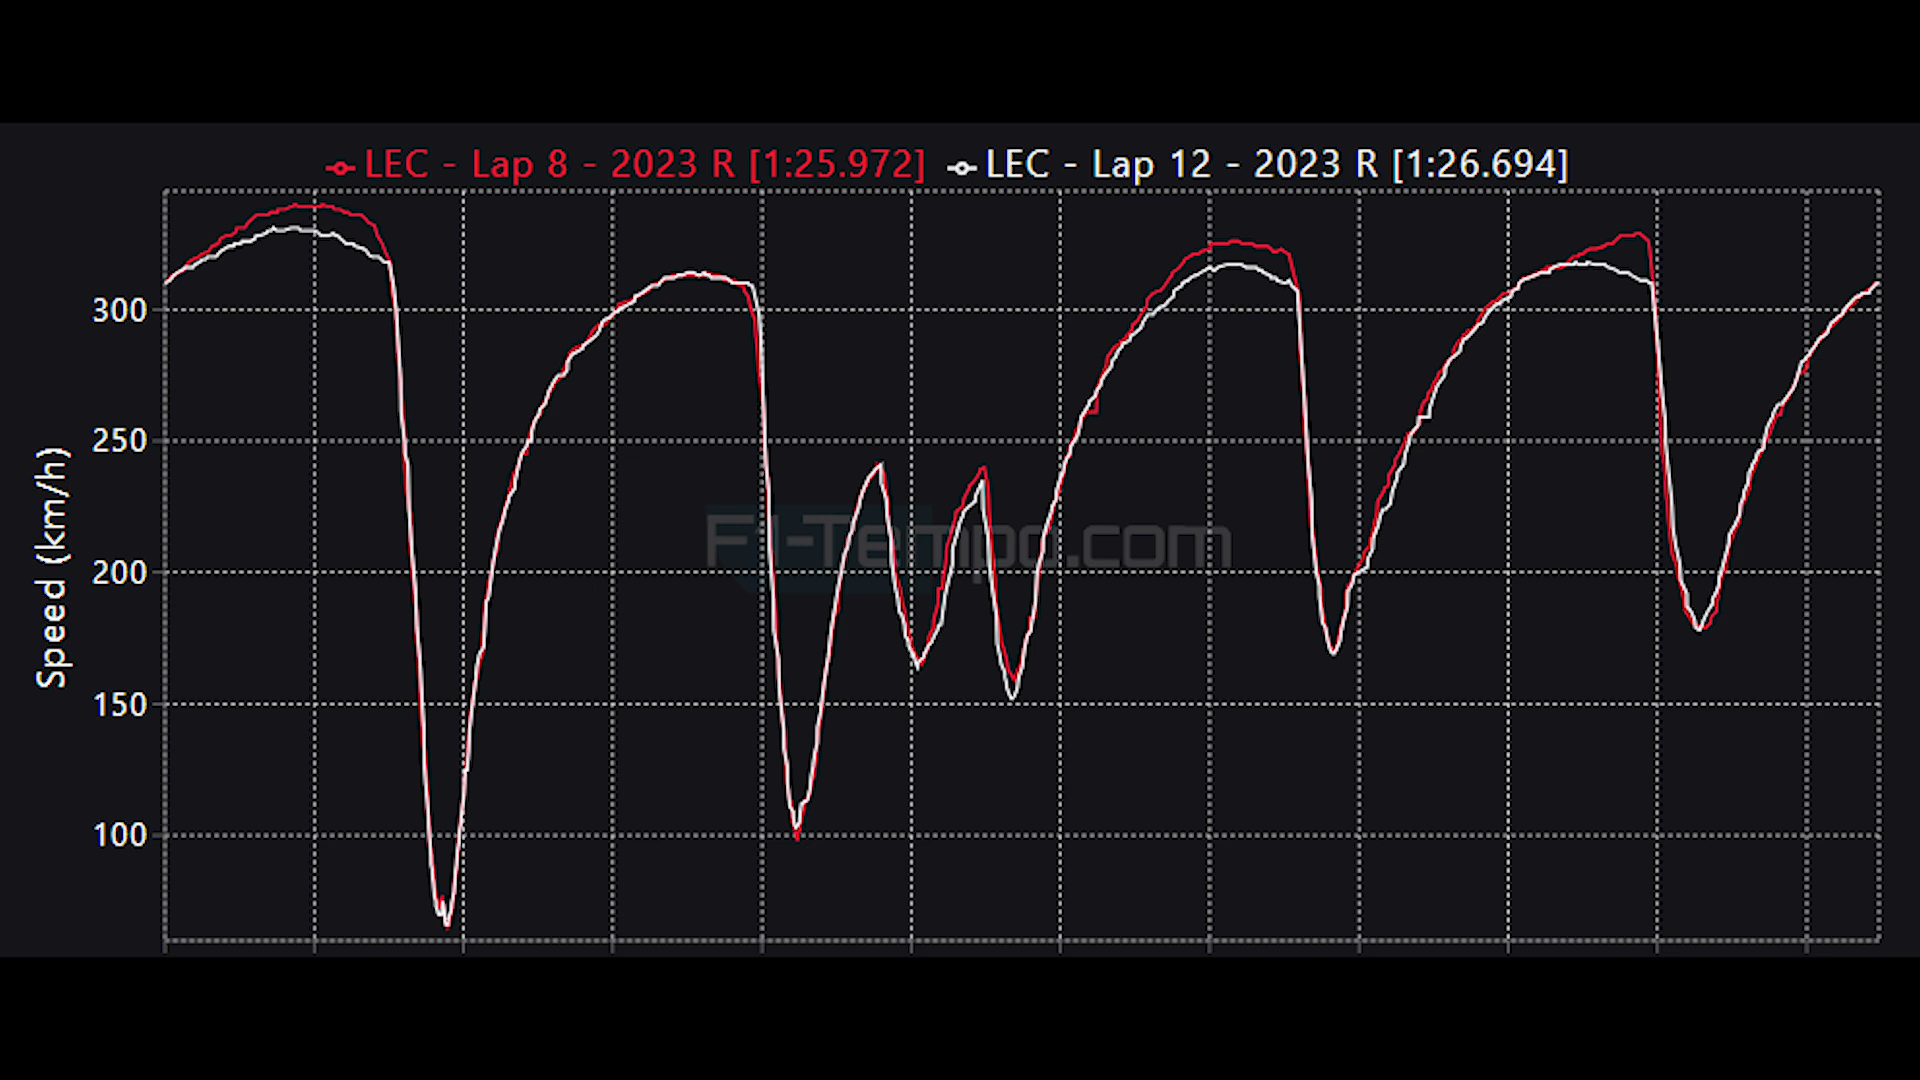 LEC - Lap 8 - 2023 R [1:25.972] LEC - Lap 12 - 2023 R [1:26.694]
300
250
200
150
100
Speed (km/h)
F1-Tempo.com